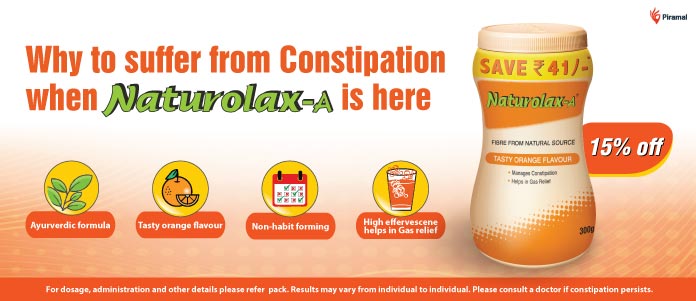 Piramal
Why to suffer from Constipation
when Naturolax-A is here
SAVE ₹ 41/-
Naturolax-A
FIBRE FROM NATURAL SOURCE
TASTY ORANGE FLAVOUR
• Manages Constipation
• Helps in Gas Relief
300g
15% off
Ayurverdic formula
Tasty orange flavour
Non-habit forming
High effervescene
helps in Gas relief
For dosage, administration and other details please refer pack. Results may vary from individual to individual. Please consult a doctor if constipation persists.